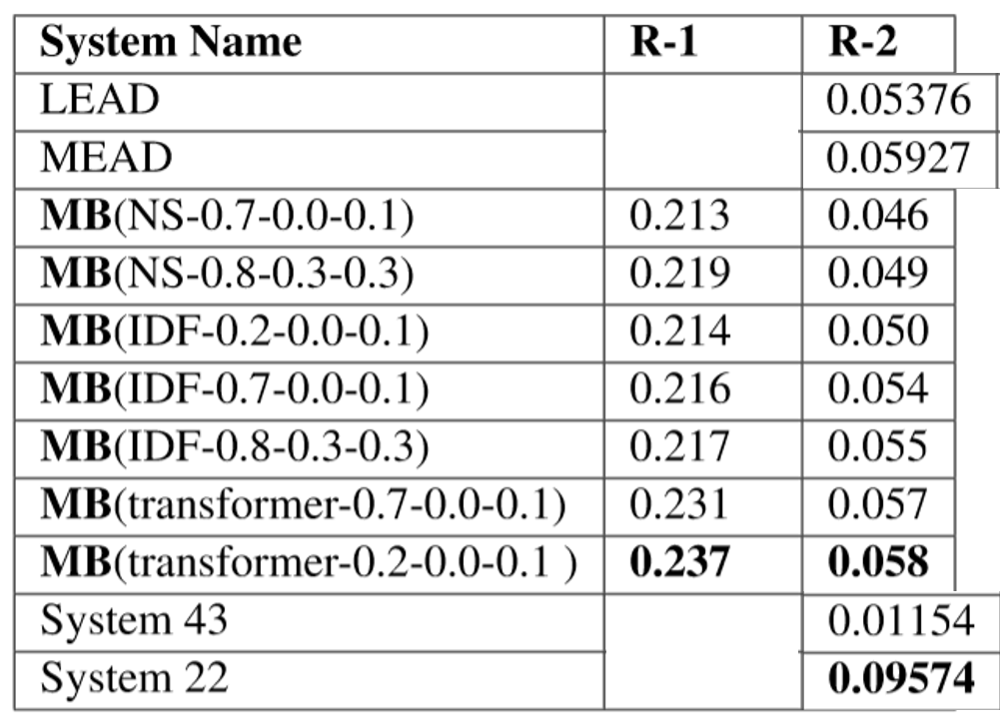 System Name R-1 R-2
LEAD 0.05376
MEAD 0.05927
MB(NS-0.7-0.0-0.1) 0.213 0.046
MB(NS-0.8-0.3-0.3) 0.219 0.049
MB(IDF-0.2-0.0-0.1) 0.214 0.050
MB(IDF-0.7-0.0-0.1) 0.216 0.054
MB(IDF-0.8-0.3-0.3) 0.217 0.055
MB(transformer-0.7-0.0-0.1) 0.231 0.057
MB(transformer-0.2-0.0-0.1 ) 0.237 0.058
System 43 0.01154
System 22 0.09574